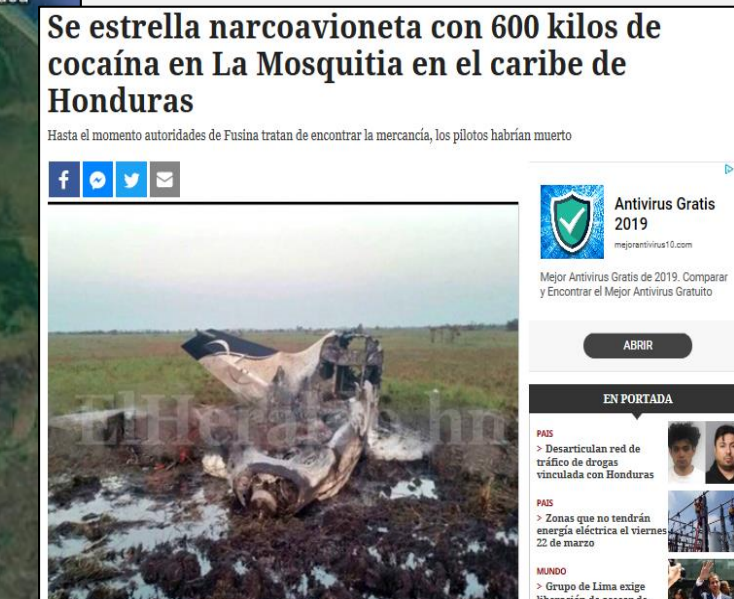 Se estrella narcoavioneta con 600 kilos de
cocaína en La Mosquitia en el caribe de
Honduras
Hasta el momento autoridades de Fusina tratan de encontrar la mercancía, los pilotos habrían muerto
ElHeraldo.hn
Antivirus Gratis
2019
mejorantivirus10.com
Mejor Antivirus Gratis de 2019. Comparar
y Encontrar el Mejor Antivirus Gratuito
ABRIR
EN PORTADA
PAIS
> Desarticulan red de
tráfico de drogas
vinculada con Honduras
PAIS
> Zonas que no tendrán
energía eléctrica el viernes
22 de marzo
MUNDO
> Grupo de Lima exige